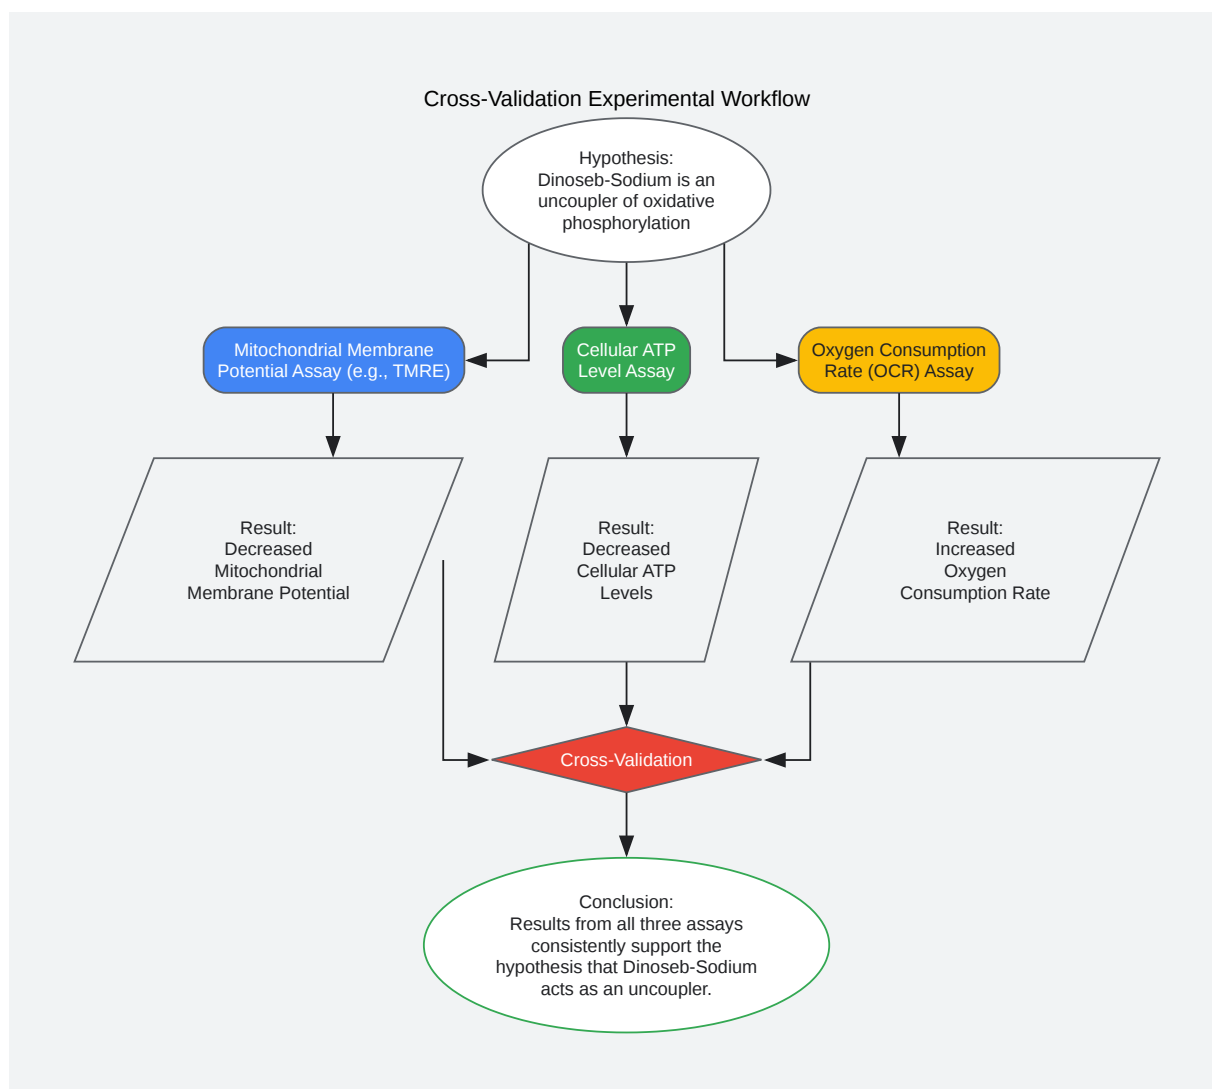 Cross-Validation Experimental Workflow
Hypothesis:
Dinoseb-Sodium is an
uncoupler of oxidative
phosphorylation
Mitochondrial Membrane
Potential Assay (e.g., TMRE)
Cellular ATP
Level Assay
Oxygen Consumption
Rate (OCR) Assay
Result:
Decreased
Mitochondrial
Membrane Potential
Result:
Decreased
Cellular ATP
Levels
Result:
Increased
Oxygen
Consumption Rate
Cross-Validation
Conclusion:
Results from all three assays
consistently support the
hypothesis that Dinoseb-Sodium
acts as an uncoupler.